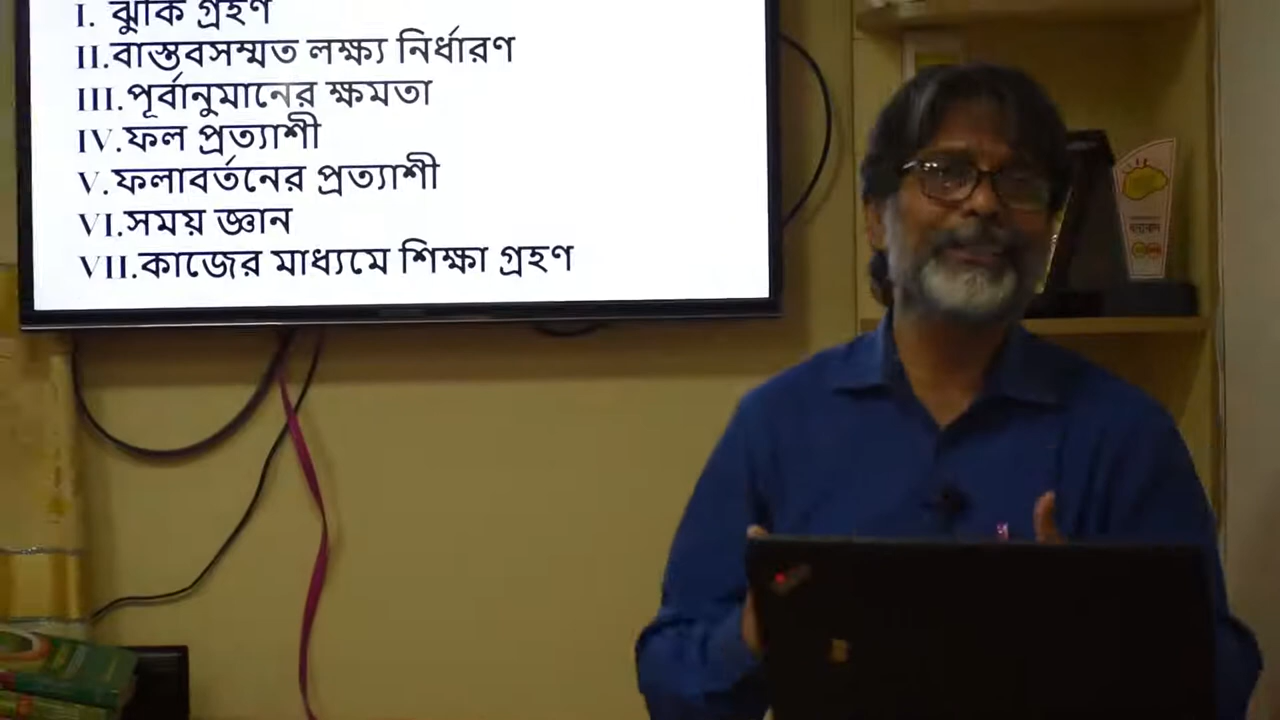 I. ঝুঁকি গ্রহণ
II.বাস্তবসম্মত লক্ষ্য নির্ধারণ
III.পূর্বানুমানের ক্ষমতা
IV.ফল প্রত্যাশী
V.ফলাবর্তনের প্রত্যাশী
VI.সময় জ্ঞান
VII.কাজের মাধ্যমে শিক্ষা গ্রহণ